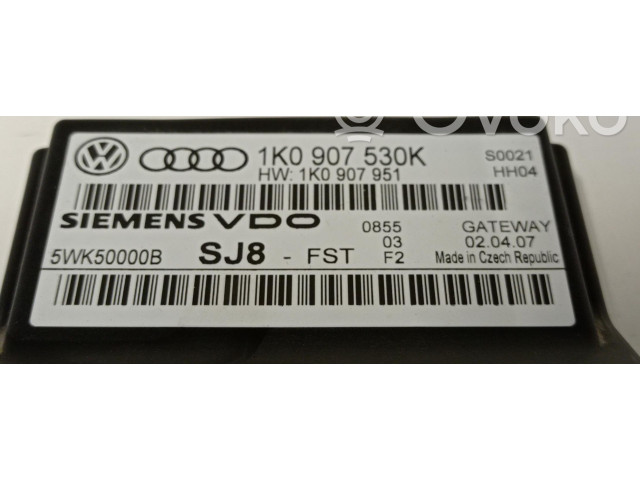 OVOKO
1K0 907 530K S0021
HW: 1K0 907 951 HH04
SIEMENS VDO 0855 GATEWAY
03 02.04.07
5WK50000B SJ8 - FST F2 Made in Czech Republic